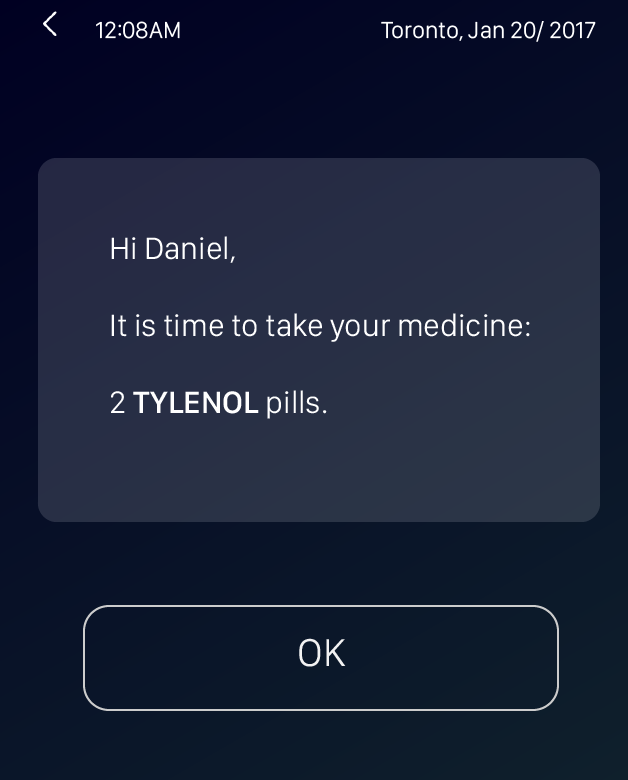 12:08AM Toronto, Jan 20/ 2017
Hi Daniel,
It is time to take your medicine:
2 TYLENOL pills.
OK